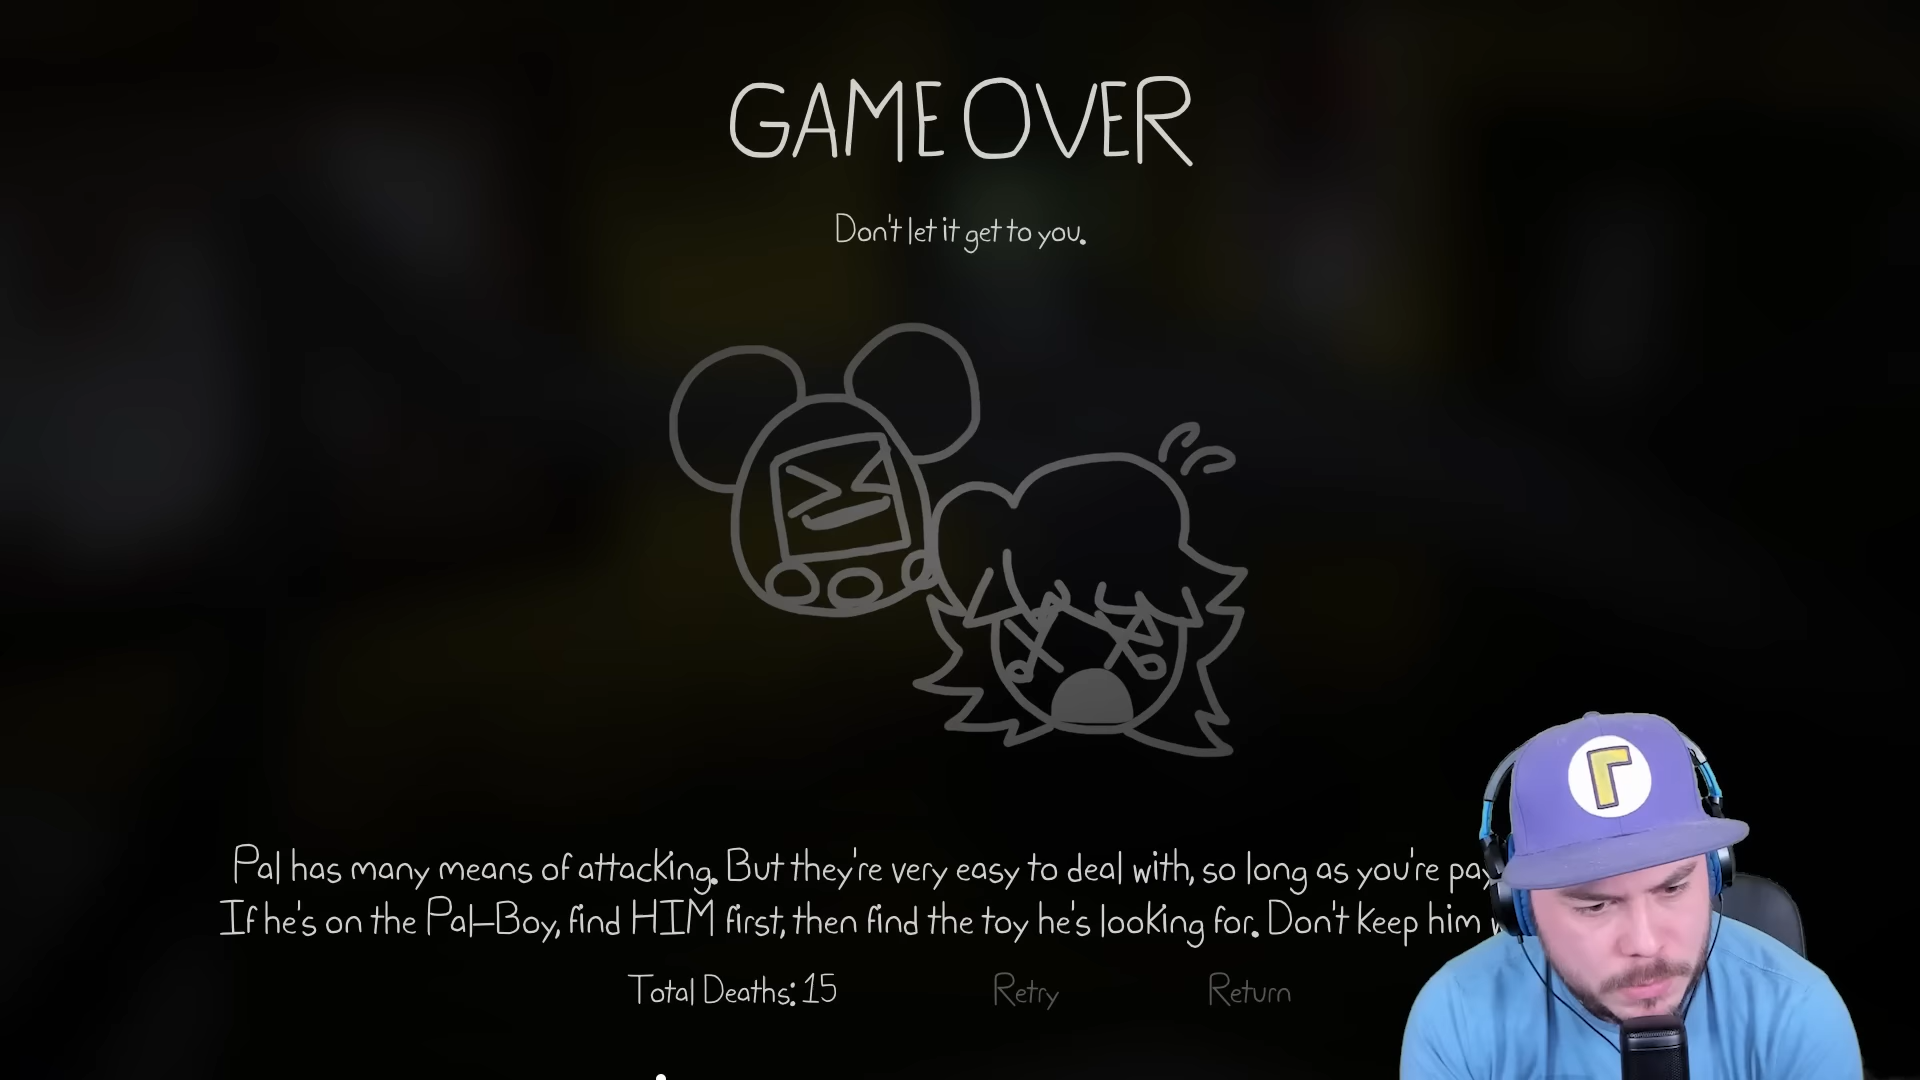 GAME OVER
Don't let it get to you.
Pal has many means of attacking. But they're very easy to deal with, so long as you're
If he's on the Pal-Boy, find HIM first, then find the toy he's looking for. Don't keep him
Total Deaths: 15 Retry Return